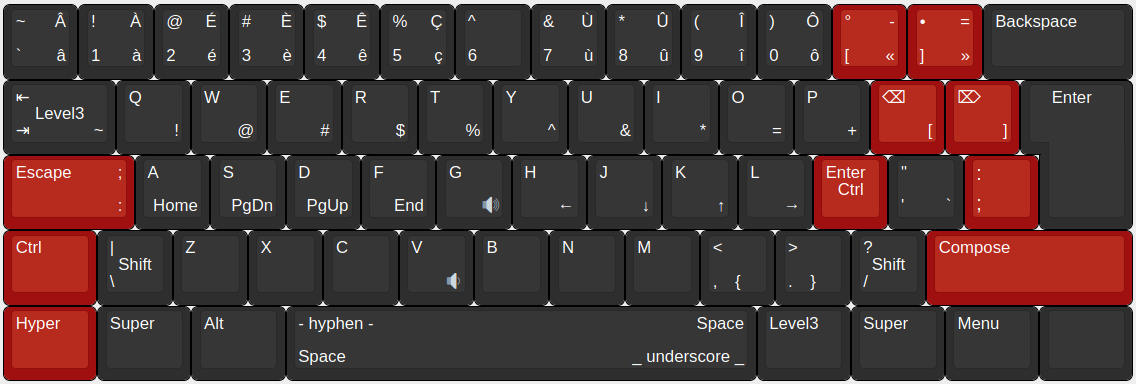 ~ Â ! À @ É # È $ Ê % Ç ^ & Ù * Û ( Î ) Ô ° - • = Backspace
` â 1 à 2 é 3 è 4 ê 5 ç 6 7 ù 8 û 9 î 0 ô [ « ] »
⇤ Q W E R T Y U I O P ⌫ ⌦ Enter
Level3
⇥ ~ ! @ # $ % ^ & * = + [ ]
Escape ; A S D F G H J K L Enter " :
Ctrl
: Home PgDn PgUp End 🔊 ← ↓ ↑ → ' ` ;
Ctrl | Z X C V B N M < > ? Compose
Shift Shift
\ 🔉 , { . } /
Hyper Super Alt - hyphen - Space Level3 Super Menu
Space _ underscore _